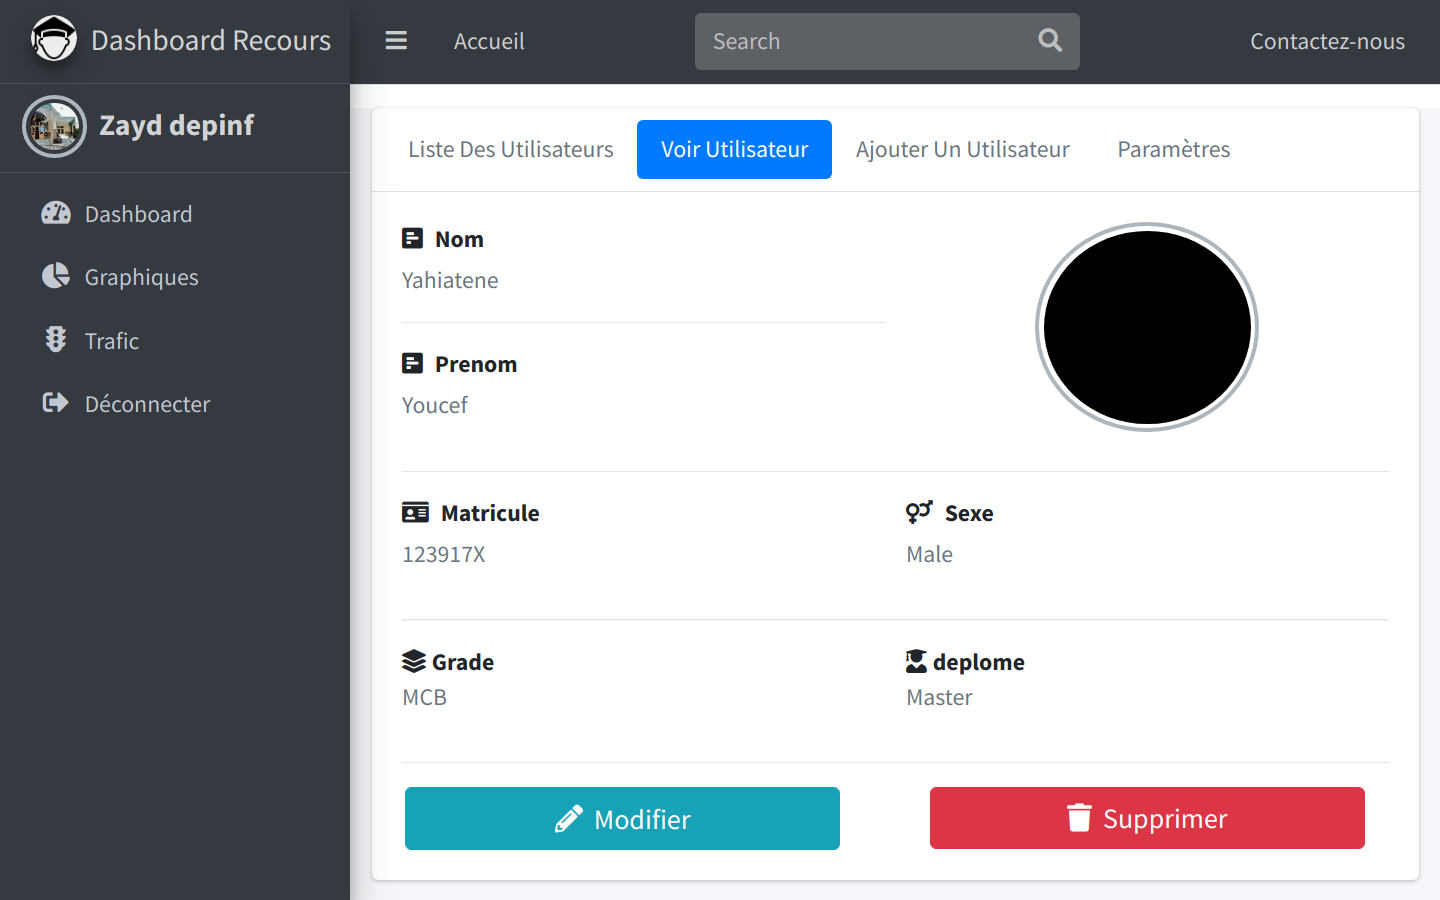 Dashboard Recours
Accueil
Search
Contactez-nous
Zayd depinf
Dashboard
Graphiques
Trafic
Déconnecter
Liste Des Utilisateurs
Voir Utilisateur
Ajouter Un Utilisateur
Paramètres
Nom
Yahiatene
Prenom
Youcef
Matricule
123917X
Sexe
Male
Grade
MCB
deplome
Master
Modifier
Supprimer